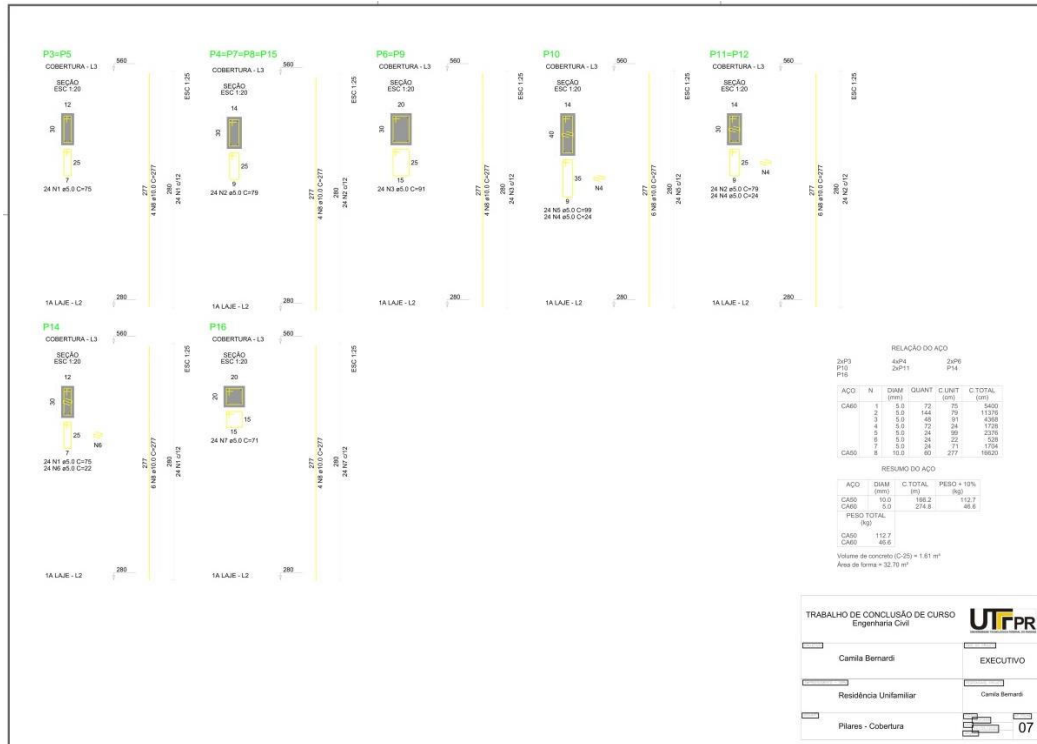 P3=P5
COBERTURA - L3
560
SEÇÃO
ESC 1:20
12
30
25
7
24 N1 ø5.0 C=75
277
4 N8 ø10.0 C=277
280
24 N1 c/12
ESC 1:25
1A LAJE - L2
280
P4=P7=P8=P15
COBERTURA - L3
560
SEÇÃO
ESC 1:20
14
30
25
9
24 N2 ø5.0 C=79
277
4 N8 ø10.0 C=277
280
24 N2 c/12
ESC 1:25
1A LAJE - L2
280
P6=P9
COBERTURA - L3
560
SEÇÃO
ESC 1:20
20
30
25
15
24 N3 ø5.0 C=91
277
4 N8 ø10.0 C=277
280
24 N3 c/12
ESC 1:25
1A LAJE - L2
280
P10
COBERTURA - L3
560
SEÇÃO
ESC 1:20
14
40
35
N4
9
24 N5 ø5.0 C=99
24 N4 ø5.0 C=24
277
6 N8 ø10.0 C=277
280
24 N5 c/12
ESC 1:25
1A LAJE - L2
280
P11=P12
COBERTURA - L3
560
SEÇÃO
ESC 1:20
14
30
25
N4
9
24 N2 ø5.0 C=79
24 N4 ø5.0 C=24
277
6 N8 ø10.0 C=277
280
24 N2 c/12
ESC 1:25
1A LAJE - L2
280
P14
COBERTURA - L3
560
SEÇÃO
ESC 1:20
12
30
25
N6
7
24 N1 ø5.0 C=75
24 N6 ø5.0 C=22
277
6 N8 ø10.0 C=277
280
24 N1 c/12
ESC 1:25
1A LAJE - L2
280
P16
COBERTURA - L3
560
SEÇÃO
ESC 1:20
20
20
15
15
24 N7 ø5.0 C=71
277
4 N8 ø10.0 C=277
280
24 N7 c/12
ESC 1:25
1A LAJE - L2
280
RELAÇÃO DO AÇO
2xP3 4xP4 2xP6
P10 2xP11 P14
P16
AÇO N DIAM QUANT C.UNIT C.TOTAL
(mm) (cm) (cm)
CA60 1 5.0 72 75 5400
2 5.0 144 79 11376
3 5.0 48 91 4368
4 5.0 72 24 1728
5 5.0 24 99 2376
6 5.0 24 22 528
7 5.0 24 71 1704
CA50 8 10.0 60 277 16620
RESUMO DO AÇO
AÇO DIAM C.TOTAL PESO + 10%
(mm) (m) (kg)
CA50 10.0 166.2 112.7
CA60 5.0 274.8 46.6
PESO TOTAL
(kg)
CA50 112.7
CA60 46.6
Volume de concreto (C-25) = 1.61 m³
Área de forma = 32.70 m²
TRABALHO DE CONCLUSÃO DE CURSO
Engenharia Civil
UTFPR
Camila Bernardi
EXECUTIVO
Residência Unifamiliar
Camila Bernardi
Pilares - Cobertura
07